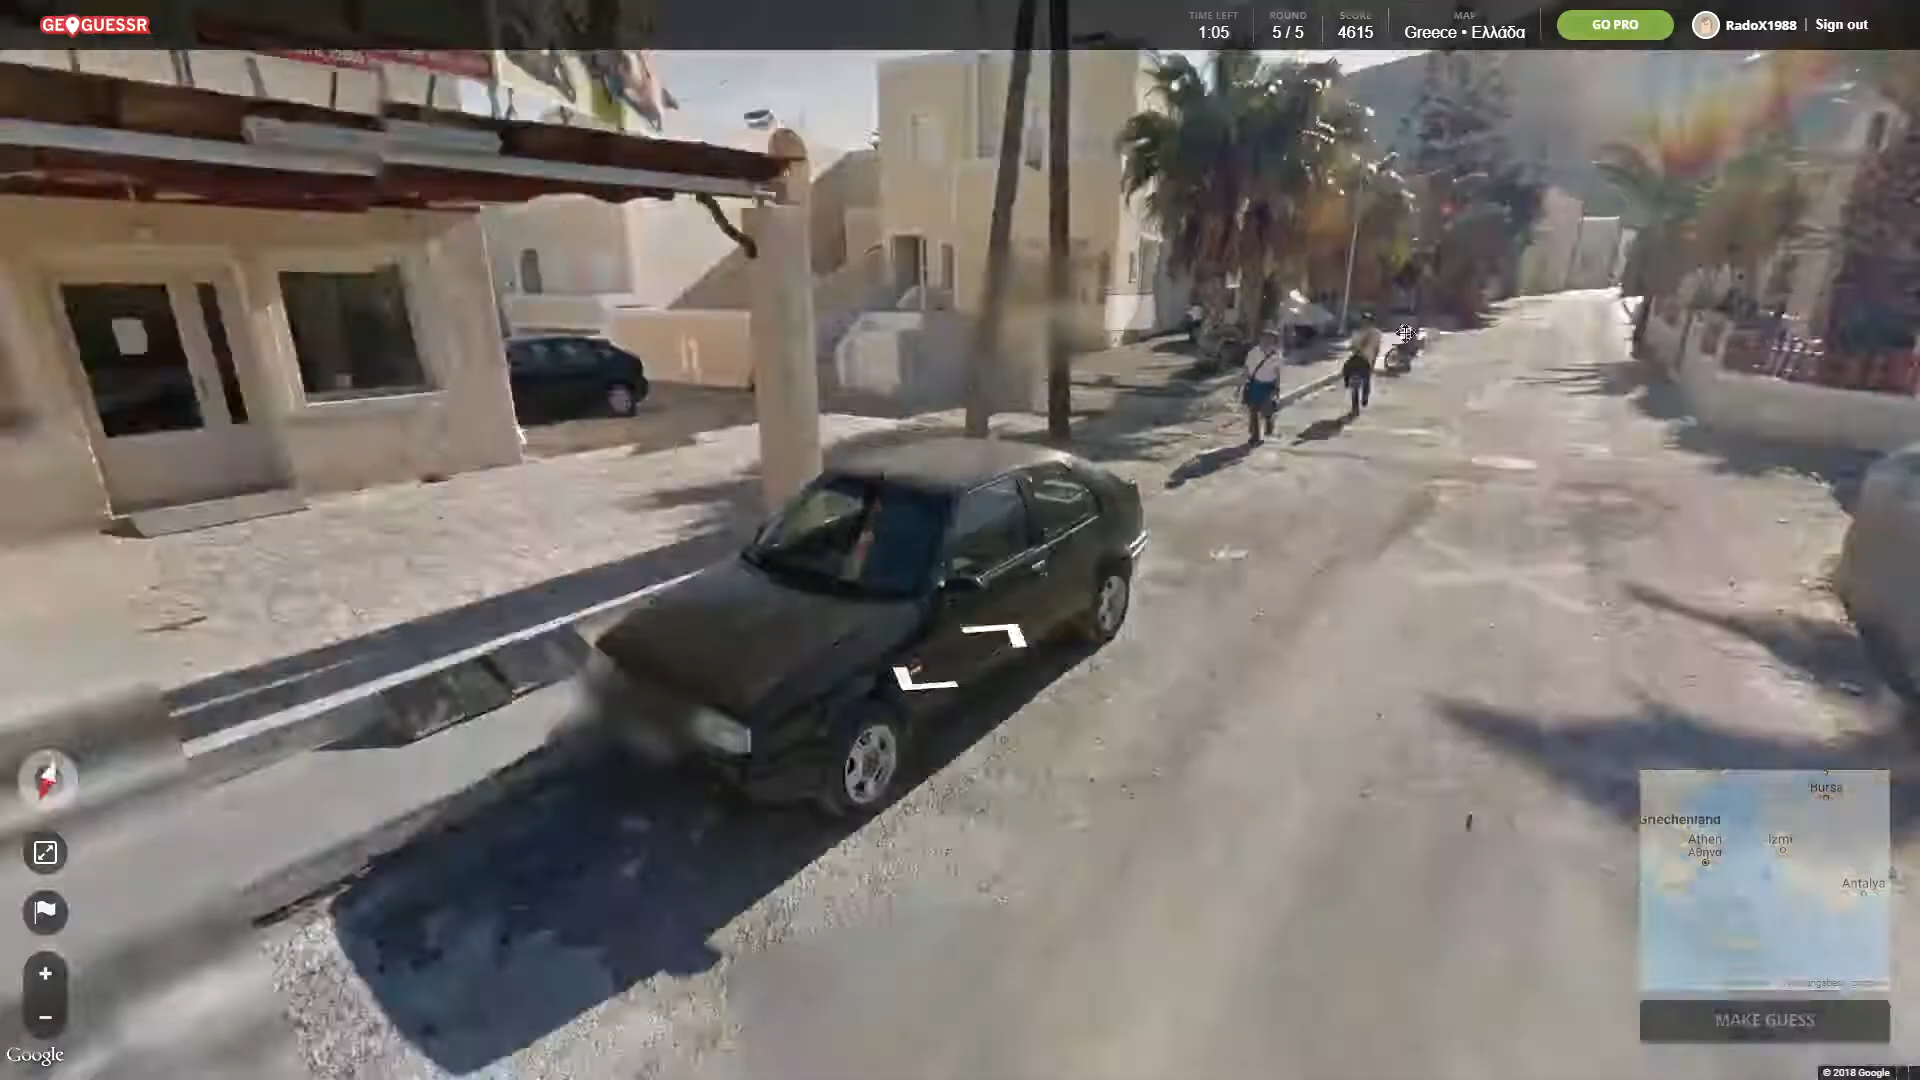 GEOGUESSR
TIME LEFT
1:05
ROUND
5 / 5
SCORE
4615
MAP
Greece • Ελλάδα
GO PRO
RadoX1988
Sign out
Bursa
Griechenland
Athen
Αθήνα
Izmi
Antalya
MAKE GUESS
+
−
Google
© 2018 Google